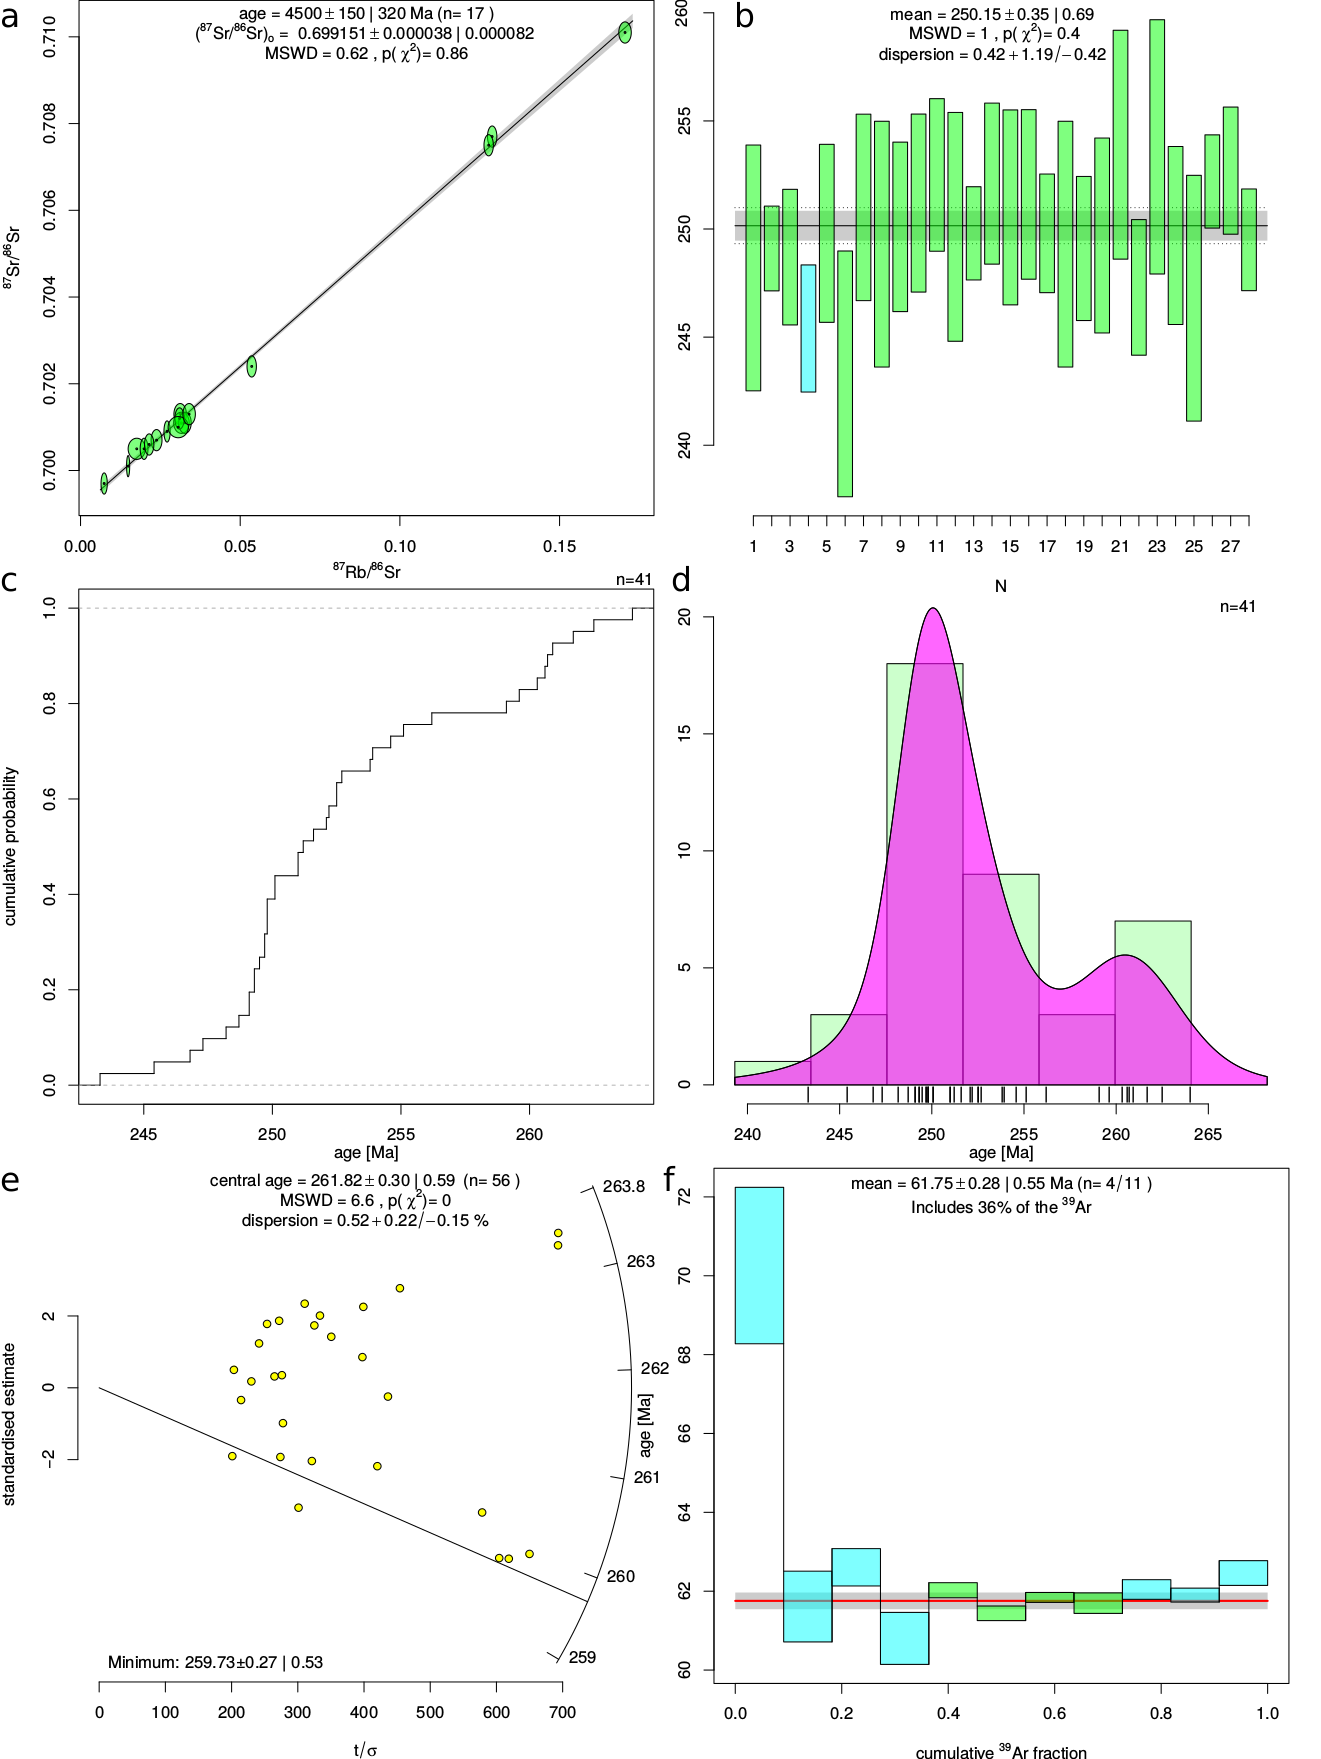 a
age = 4500 ± 150 | 320 Ma (n= 17 )
(⁸⁷Sr/⁸⁶Sr)ₒ = 0.699151 ± 0.000038 | 0.000082
MSWD = 0.62 , p( χ²)= 0.86
⁸⁷Sr/⁸⁶Sr
0.710
0.708
0.706
0.704
0.702
0.700
0.00 0.05 0.10 0.15
⁸⁷Rb/⁸⁶Sr
b
mean = 250.15 ± 0.35 | 0.69
MSWD = 1 , p( χ²)= 0.4
dispersion = 0.42 + 1.19/− 0.42
260
255
250
245
240
1 3 5 7 9 11 13 15 17 19 21 23 25 27
c
n=41
cumulative probability
1.0
0.8
0.6
0.4
0.2
0.0
245 250 255 260
age [Ma]
d
N
n=41
20
15
10
5
0
240 245 250 255 260 265
age [Ma]
e
central age = 261.82 ± 0.30 | 0.59 (n= 56 )
MSWD = 6.6 , p( χ²)= 0
dispersion = 0.52 + 0.22/− 0.15 %
standardised estimate
2
0
−2
263.8
263
262
261
260
259
age [Ma]
Minimum: 259.73±0.27 | 0.53
0 100 200 300 400 500 600 700
t/σ
f
mean = 61.75 ± 0.28 | 0.55 Ma (n= 4/11 )
Includes 36% of the ³⁹Ar
72
70
68
66
64
62
60
0.0 0.2 0.4 0.6 0.8 1.0
cumulative ³⁹Ar fraction